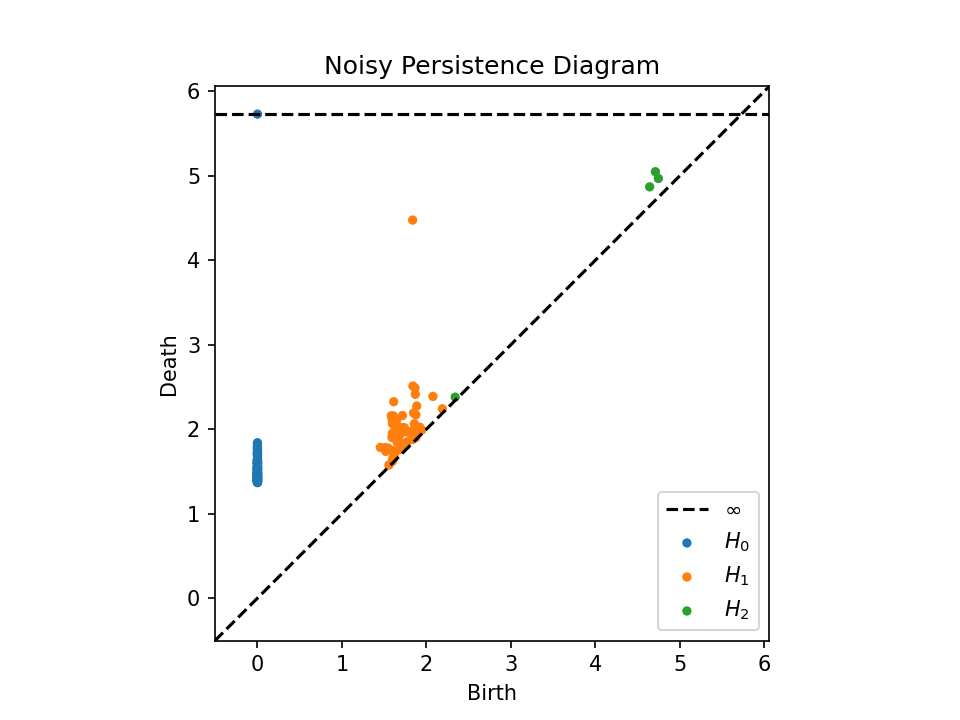 Noisy Persistence Diagram
6
5
4
3
2
1
0
Death
0 1 2 3 4 5 6
Birth
∞
H₀
H₁
H₂